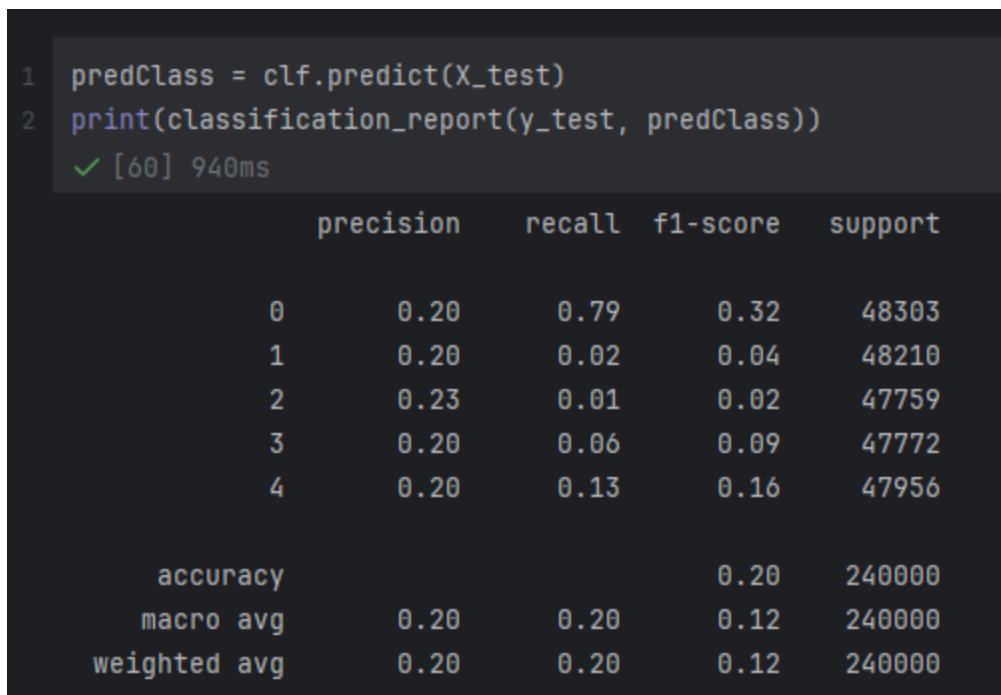 1 predClass = clf.predict(X_test)
2 print(classification_report(y_test, predClass))
✓ [60] 940ms
precision recall f1-score support
0 0.20 0.79 0.32 48303
1 0.20 0.02 0.04 48210
2 0.23 0.01 0.02 47759
3 0.20 0.06 0.09 47772
4 0.20 0.13 0.16 47956
accuracy 0.20 240000
macro avg 0.20 0.20 0.12 240000
weighted avg 0.20 0.20 0.12 240000